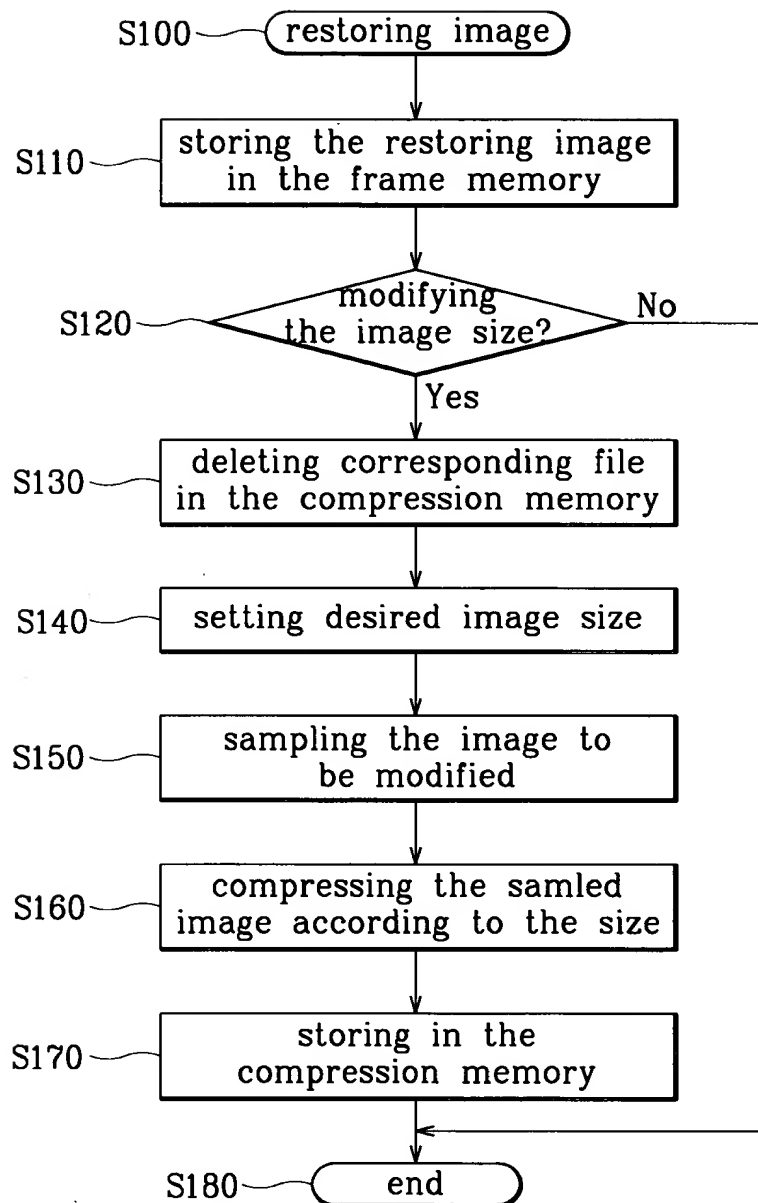 S100
restoring image
S110
storing the restoring image
in the frame memory
S120
modifying
the image size?
No
Yes
S130
deleting corresponding file
in the compression memory
S140
setting desired image size
S150
sampling the image to
be modified
S160
compressing the samled
image according to the size
S170
storing in the
compression memory
S180
end